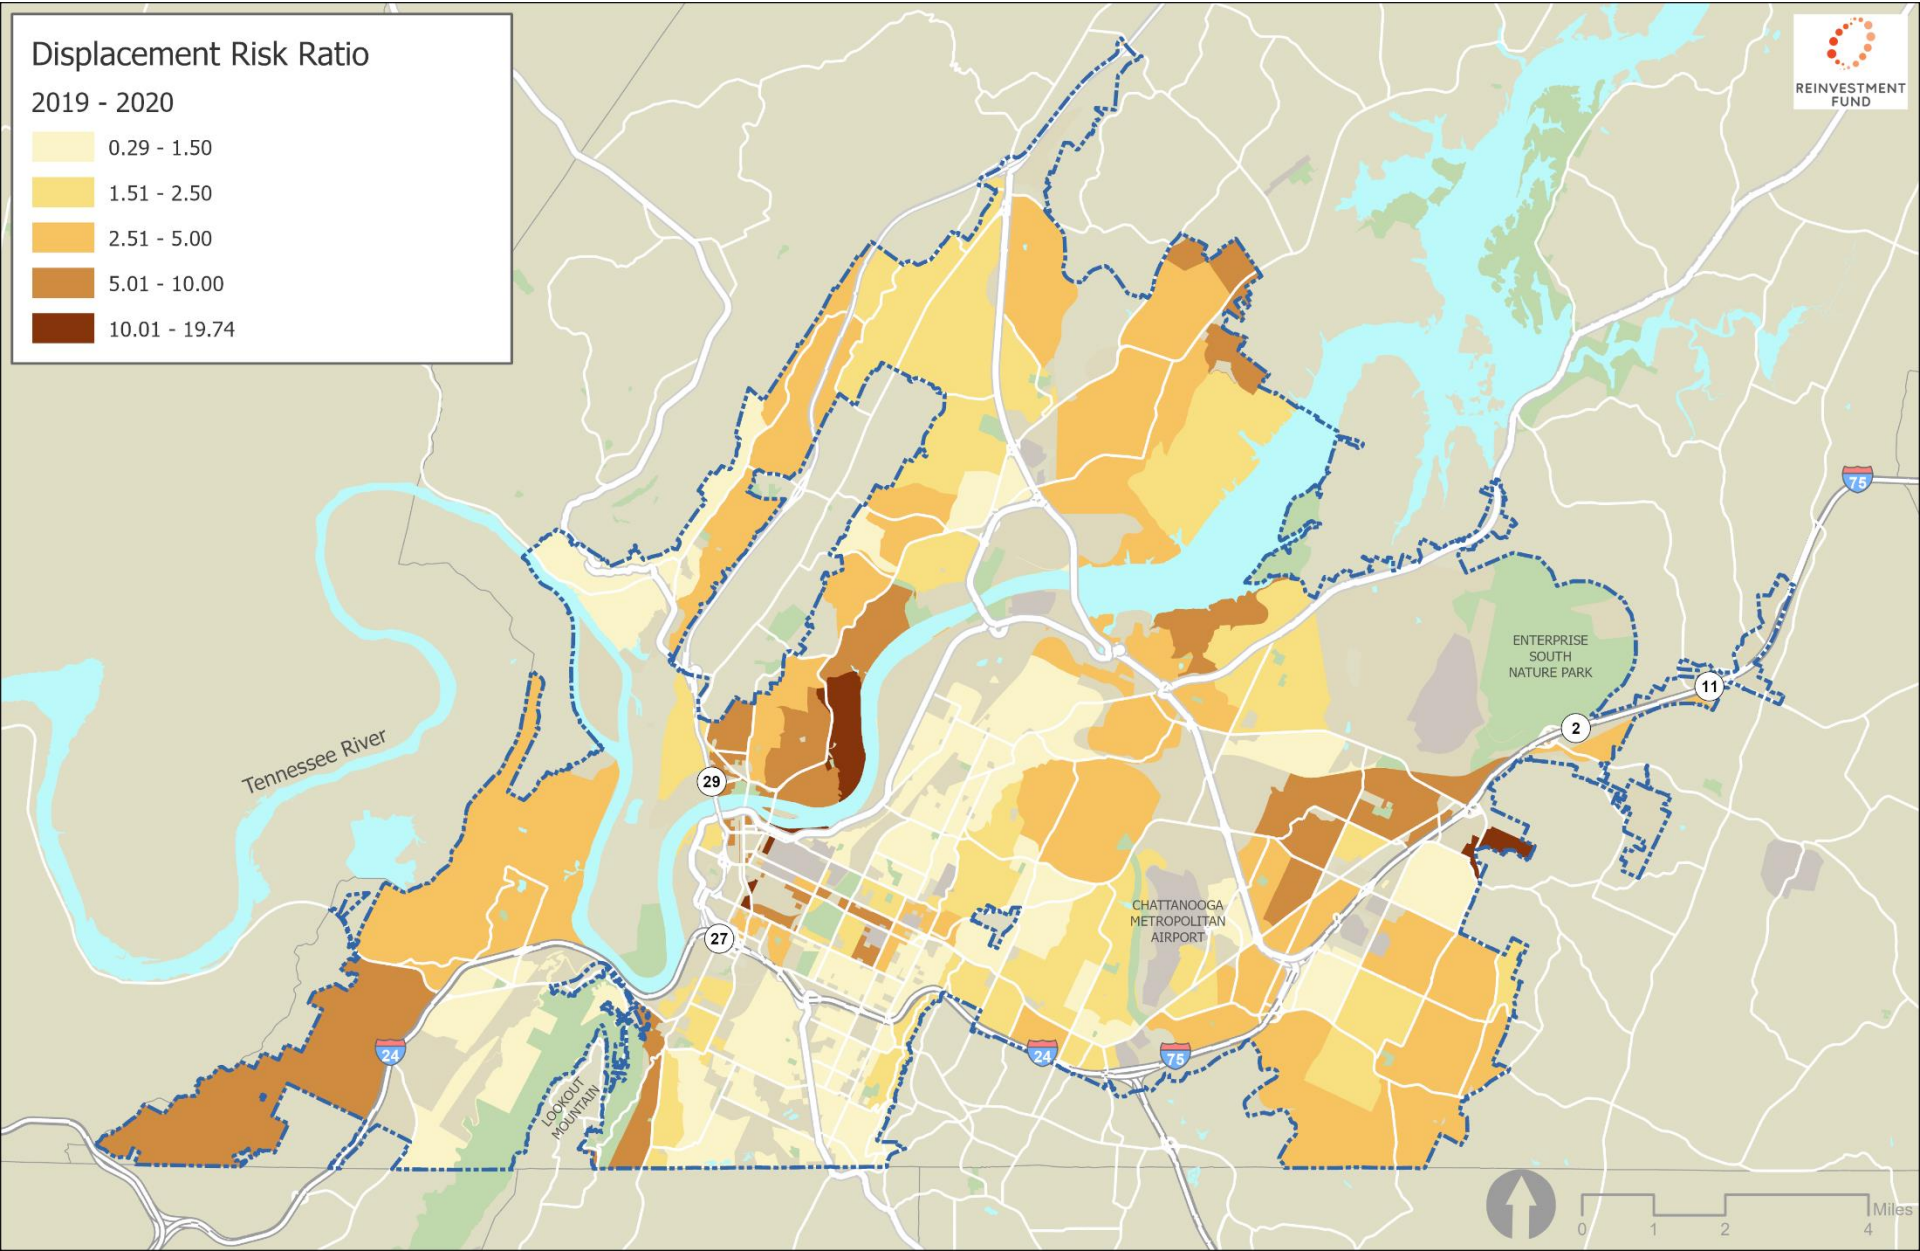 Displacement Risk Ratio
2019 - 2020
0.29 - 1.50
1.51 - 2.50
2.51 - 5.00
5.01 - 10.00
10.01 - 19.74
REINVESTMENT
FUND
75
ENTERPRISE
SOUTH
NATURE PARK
11
2
Tennessee River
29
CHATTANOOGA
METROPOLITAN
AIRPORT
27
24
24
75
LOOKOUT
MOUNTAIN
Miles
0
1
2
4